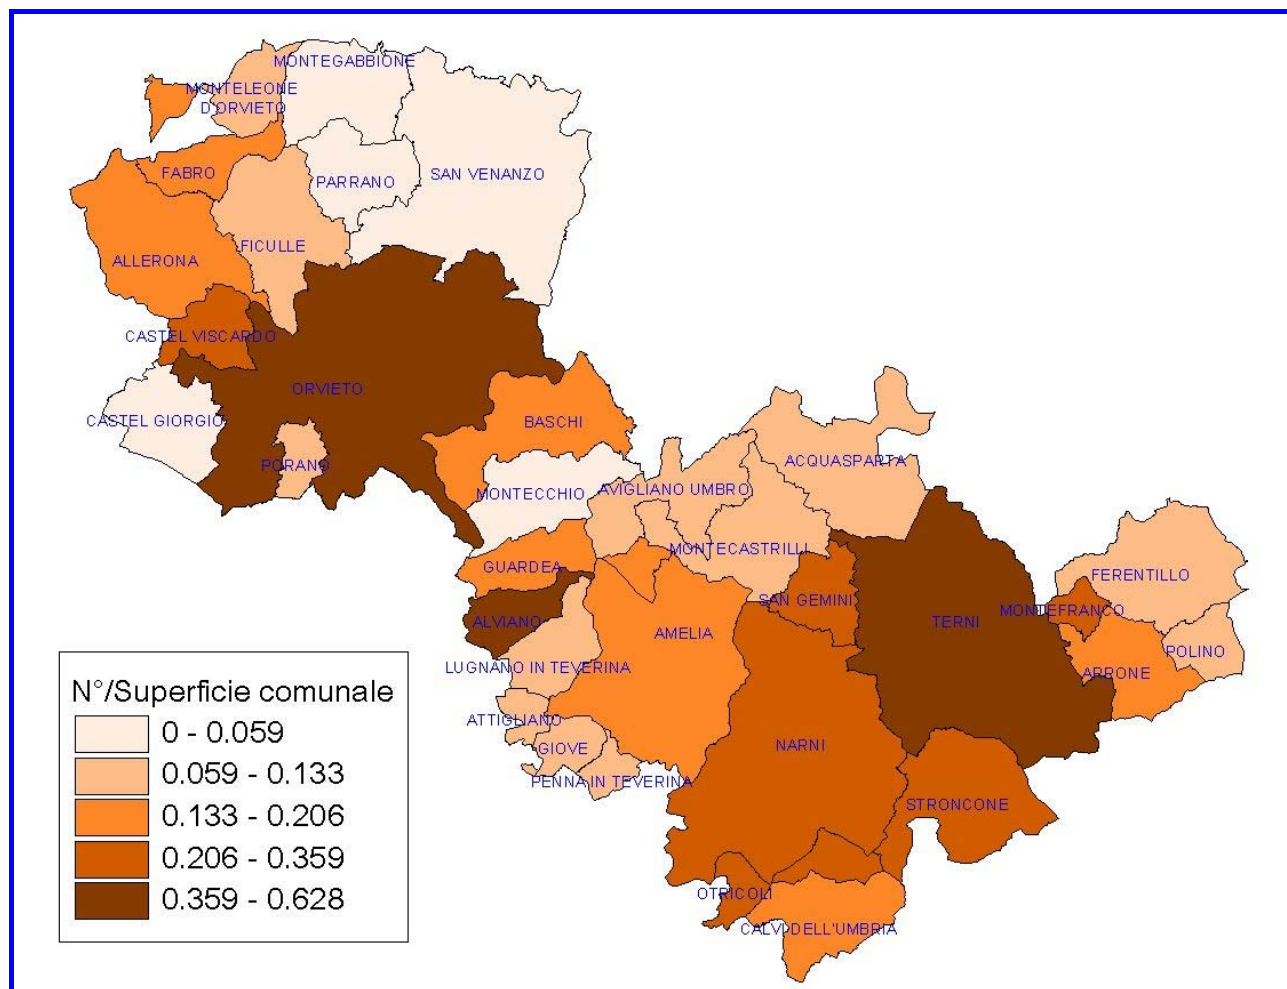 MONTEGABBIONE
MONTELEONE
D'ORVIETO
FABRO
PARRANO
SAN VENANZO
FICULLE
ALLERONA
CASTEL VISCARDO
ORVIETO
CASTEL GIORGIO
BASCHI
PORANO
ACQUASPARTA
MONTECCHIO
AVIGLIANO UMBRO
MONTECASTRILLI
GUARDEA
FERENTILLO
SAN GEMINI
MONTEFRANCO
ALVIANO
AMELIA
TERNI
POLINO
LUGNANO IN TEVERINA
ARRONE
ATTIGLIANO
GIOVE
NARNI
PENNA IN TEVERINA
STRONCONE
OTRICOLI
CALVI DELL'UMBRIA
N°/Superficie comunale
0 - 0.059
0.059 - 0.133
0.133 - 0.206
0.206 - 0.359
0.359 - 0.628